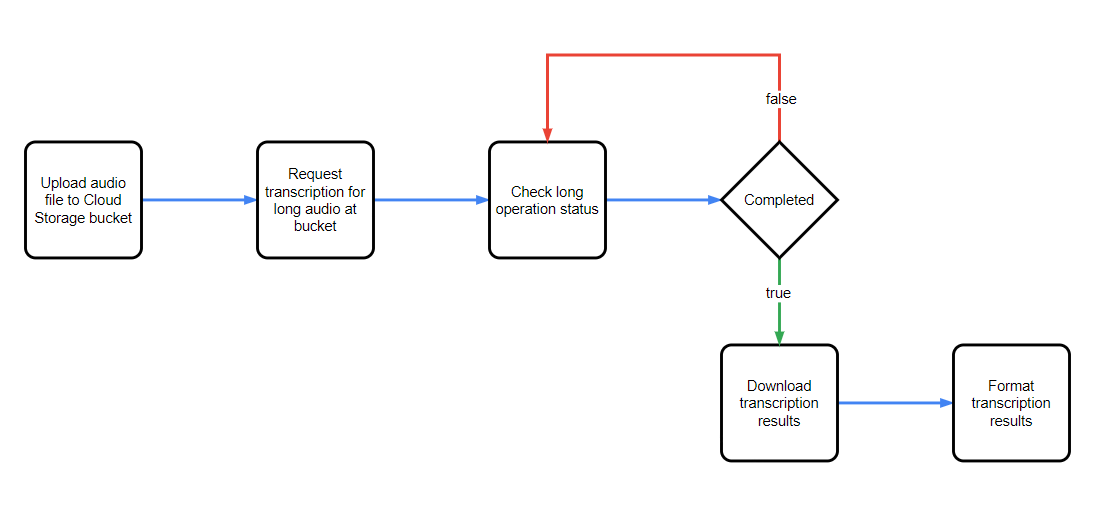 false
Upload audio
file to Cloud
Storage bucket
Request
transcription for
long audio at
bucket
Check long
operation status
Completed
true
Download
transcription
results
Format
transcription
results